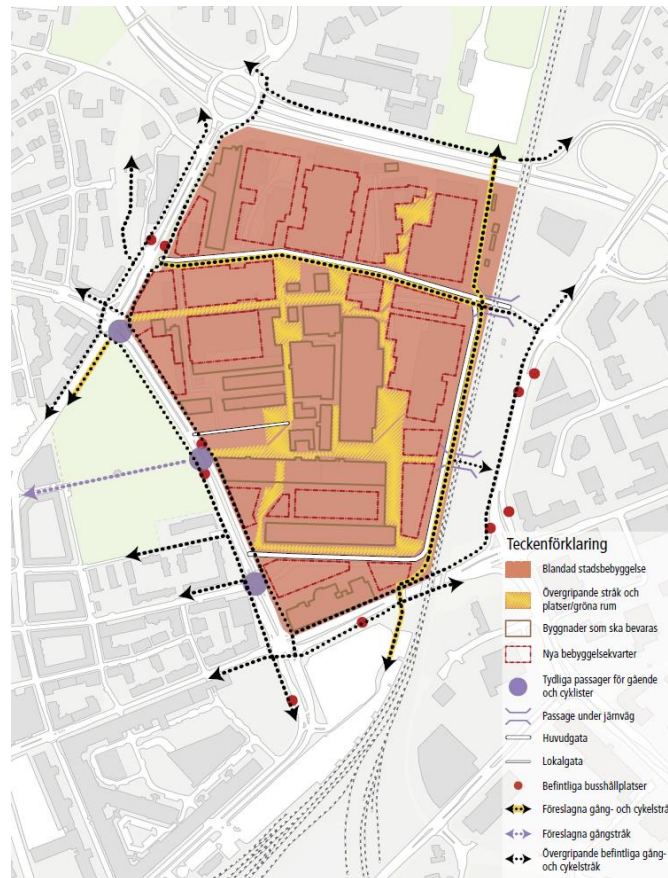 Teckenförklaring
Blandad stadsbebyggelse
Övergripande stråk och
platser/gröna rum
Byggnader som ska bevaras
Nya bebyggelsekvarter
Tydliga passager för gående
och cyklister
Passage under järnväg
Huvudgata
Lokalgata
Befintliga busshållplatser
Föreslagna gång- och cykelstråk
Föreslagna gångstråk
Övergripande befintliga gång-
och cykelstråk